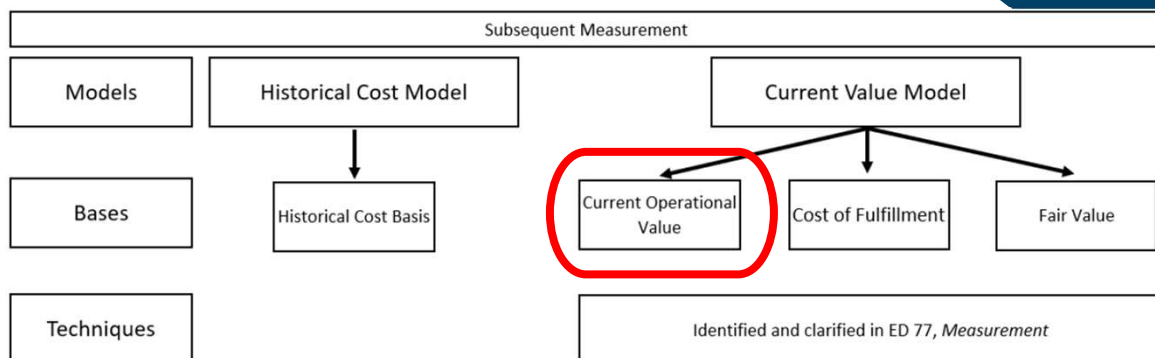 Subsequent Measurement
Models
Historical Cost Model
Current Value Model
Bases
Historical Cost Basis
Current Operational
Value
Cost of Fulfillment
Fair Value
Techniques
Identified and clarified in ED 77, Measurement